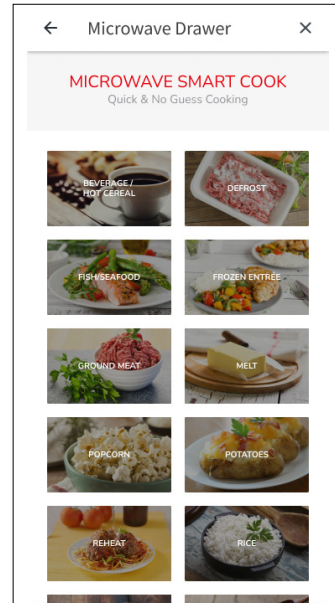 Microwave Drawer
MICROWAVE SMART COOK
Quick & No Guess Cooking
BEVERAGE /
HOT CEREAL
DEFROST
FISH/SEAFOOD
FROZEN ENTRÉE
GROUND MEAT
MELT
POPCORN
POTATOES
REHEAT
RICE